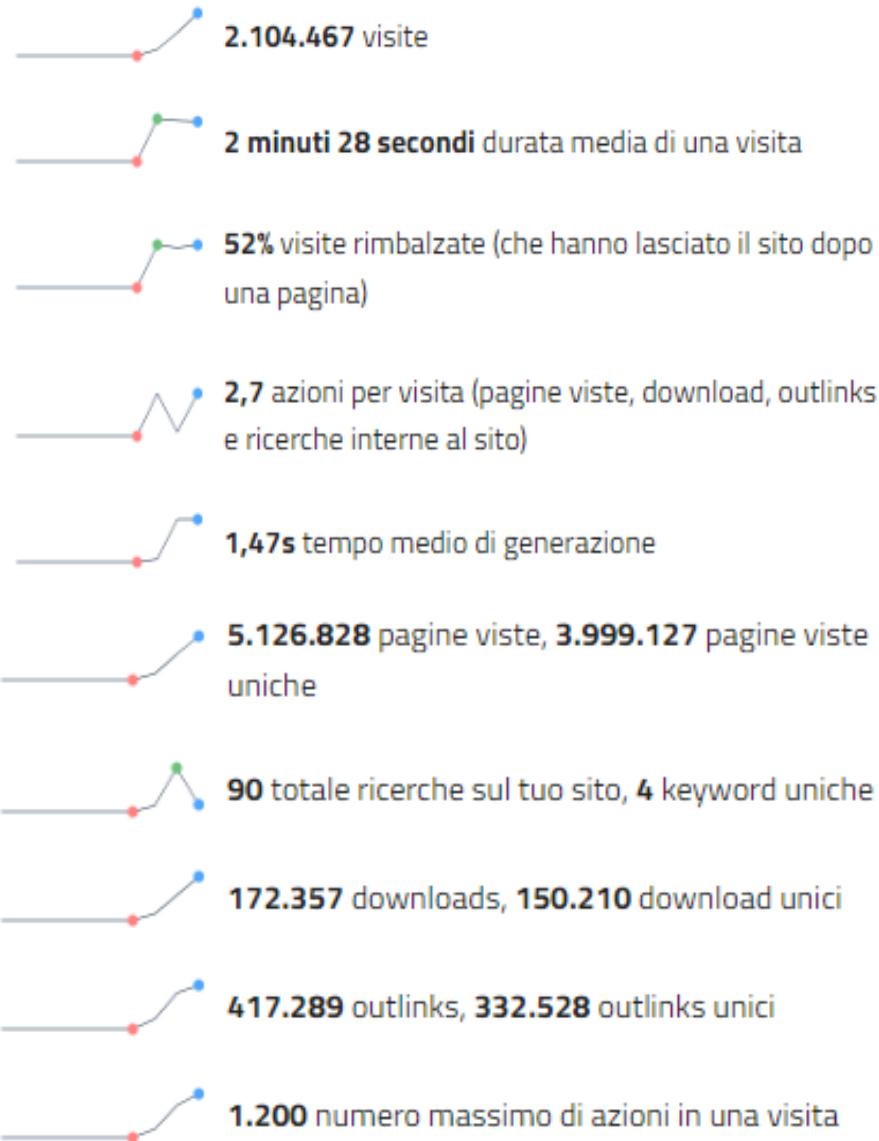 2.104.467 visite
2 minuti 28 secondi durata media di una visita
52% visite rimbalzate (che hanno lasciato il sito dopo
una pagina)
2,7 azioni per visita (pagine viste, download, outlinks
e ricerche interne al sito)
1,47s tempo medio di generazione
5.126.828 pagine viste, 3.999.127 pagine viste
uniche
90 totale ricerche sul tuo sito, 4 keyword uniche
172.357 downloads, 150.210 download unici
417.289 outlinks, 332.528 outlinks unici
1.200 numero massimo di azioni in una visita